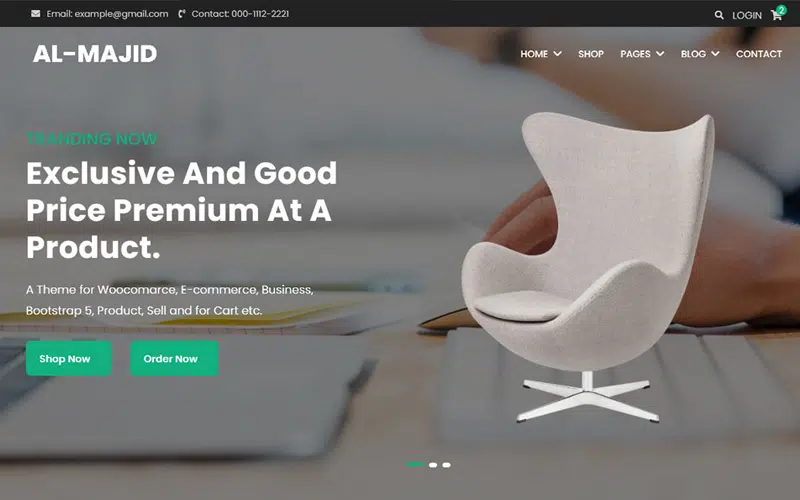 Email: example@gmail.com Contact: 000-1112-2221 LOGIN 2
AL-MAJID HOME SHOP PAGES BLOG CONTACT
TRANDING NOW
Exclusive And Good
Price Premium At A
Product.
A Theme for Woocomarce, E-commerce, Business,
Bootstrap 5, Product, Sell and for Cart etc.
Shop Now Order Now